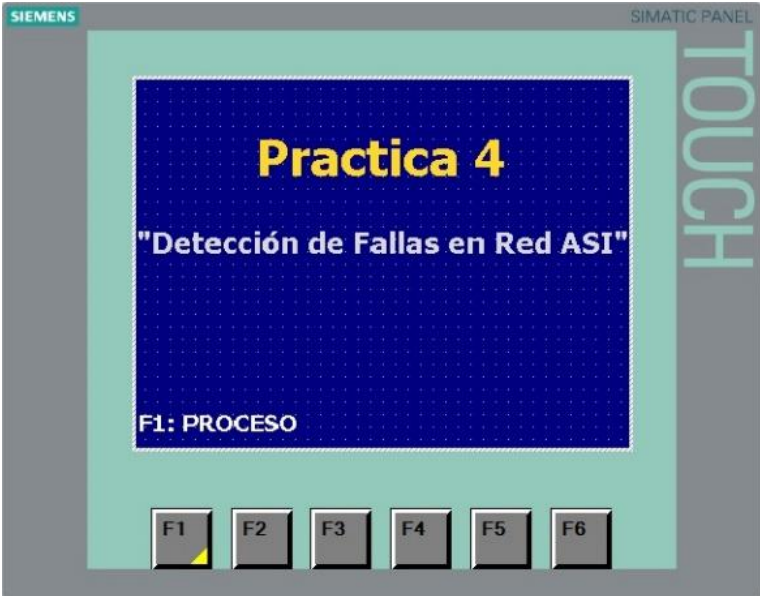 SIEMENS
SIMATIC PANEL
TOUCH
Practica 4
"Detección de Fallas en Red ASI"
F1: PROCESO
F1 F2 F3 F4 F5 F6